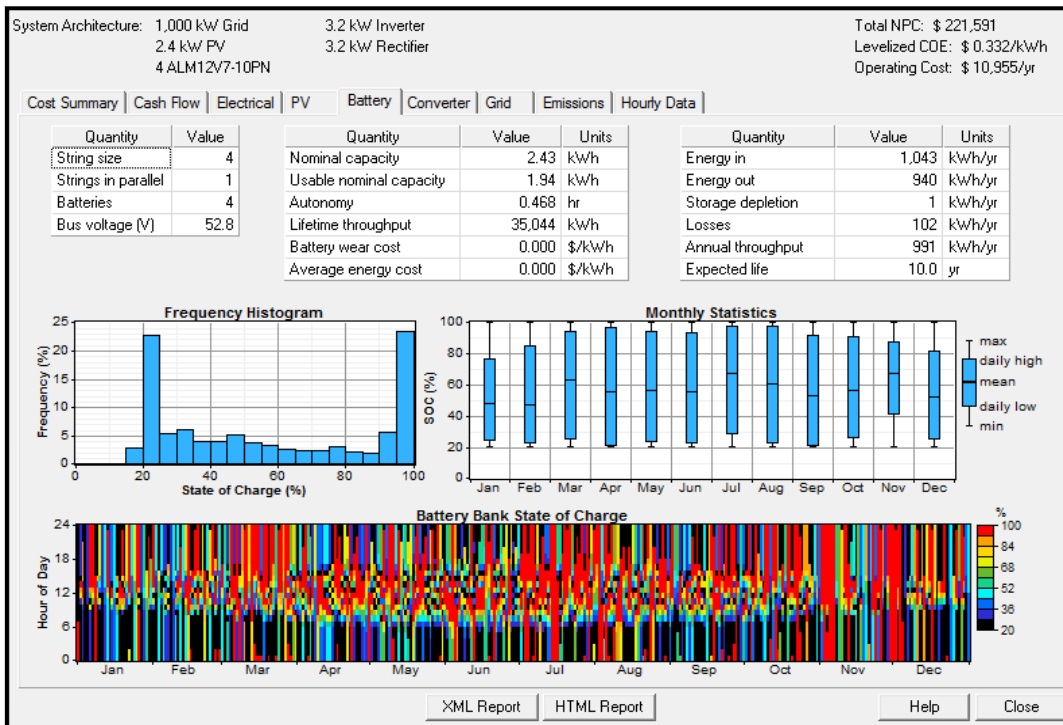 System Architecture: 1,000 kW Grid 3.2 kW Inverter Total NPC: $ 221,591
2.4 kW PV 3.2 kW Rectifier Levelized COE: $ 0.332/kWh
4 ALM12V7-10PN Operating Cost: $ 10,955/yr
Cost Summary Cash Flow Electrical PV Battery Converter Grid Emissions Hourly Data
Quantity Value
String size 4
Strings in parallel 1
Batteries 4
Bus voltage (V) 52.8
Quantity Value Units
Nominal capacity 2.43 kWh
Usable nominal capacity 1.94 kWh
Autonomy 0.468 hr
Lifetime throughput 35,044 kWh
Battery wear cost 0.000 $/kWh
Average energy cost 0.000 $/kWh
Quantity Value Units
Energy in 1,043 kWh/yr
Energy out 940 kWh/yr
Storage depletion 1 kWh/yr
Losses 102 kWh/yr
Annual throughput 991 kWh/yr
Expected life 10.0 yr
Frequency Histogram
Frequency (%)
25
20
15
10
5
0
0 20 40 60 80 100
State of Charge (%)
Monthly Statistics
SOC (%)
100
80
60
40
20
0
Jan Feb Mar Apr May Jun Jul Aug Sep Oct Nov Dec
max
daily high
mean
daily low
min
Battery Bank State of Charge
Hour of Day
24
18
12
6
0
Jan Feb Mar Apr May Jun Jul Aug Sep Oct Nov Dec
%
100
84
68
52
36
20
XML Report HTML Report Help Close